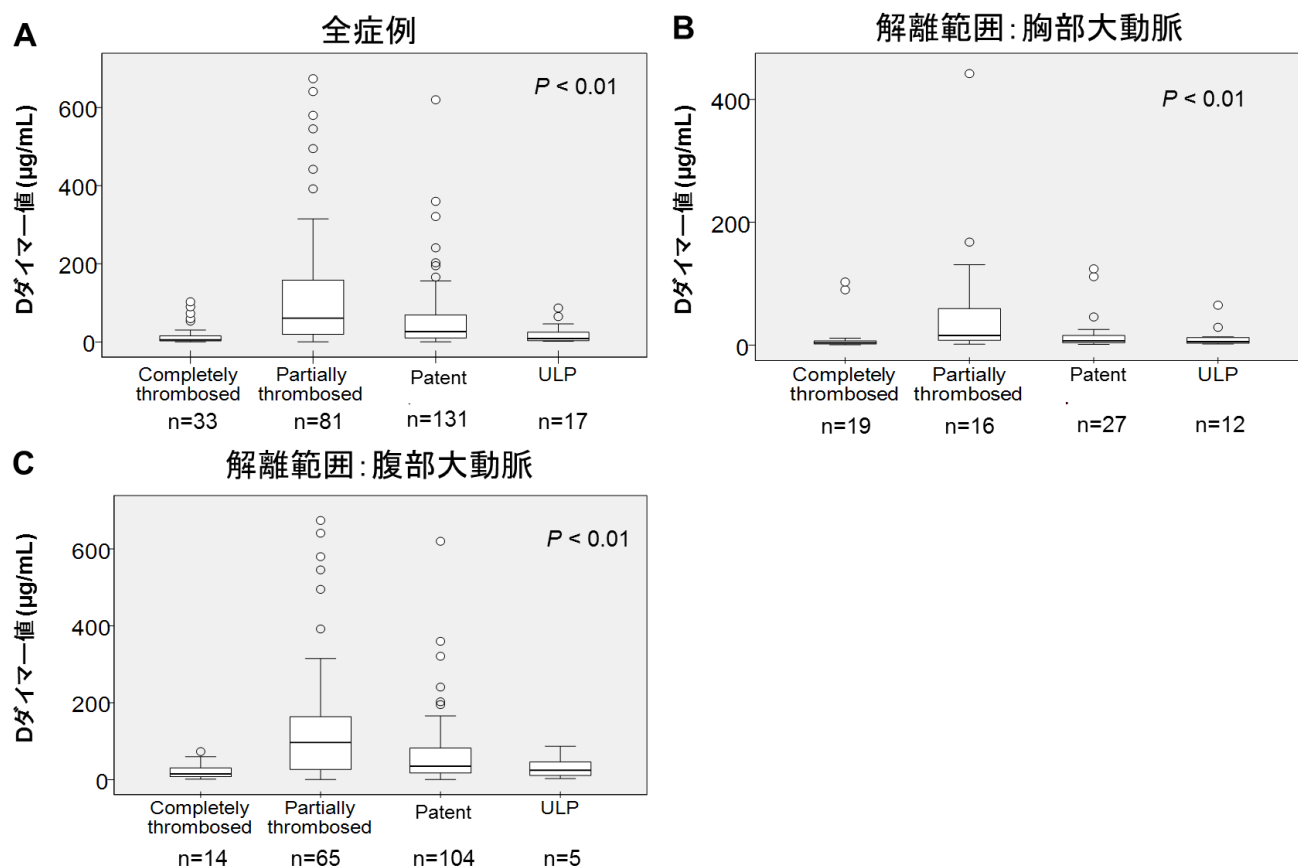 A
全症例
P < 0.01
Dダイマー値 (µg/mL)
600
400
200
0
Completely thrombosed
Partially thrombosed
Patent
ULP
n=33
n=81
n=131
n=17
B
解離範囲：胸部大動脈
P < 0.01
Dダイマー値 (µg/mL)
400
200
0
Completely thrombosed
Partially thrombosed
Patent
ULP
n=19
n=16
n=27
n=12
C
解離範囲：腹部大動脈
P < 0.01
Dダイマー値 (µg/mL)
600
400
200
0
Completely thrombosed
Partially thrombosed
Patent
ULP
n=14
n=65
n=104
n=5